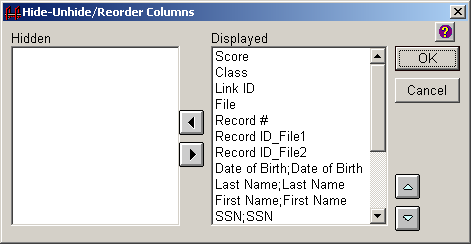 Hide-Unhide/Reorder Columns
Hidden
Displayed
Score
Class
Link ID
File
Record #
Record ID_File1
Record ID_File2
Date of Birth;Date of Birth
Last Name;Last Name
First Name;First Name
SSN;SSN
?
OK
Cancel